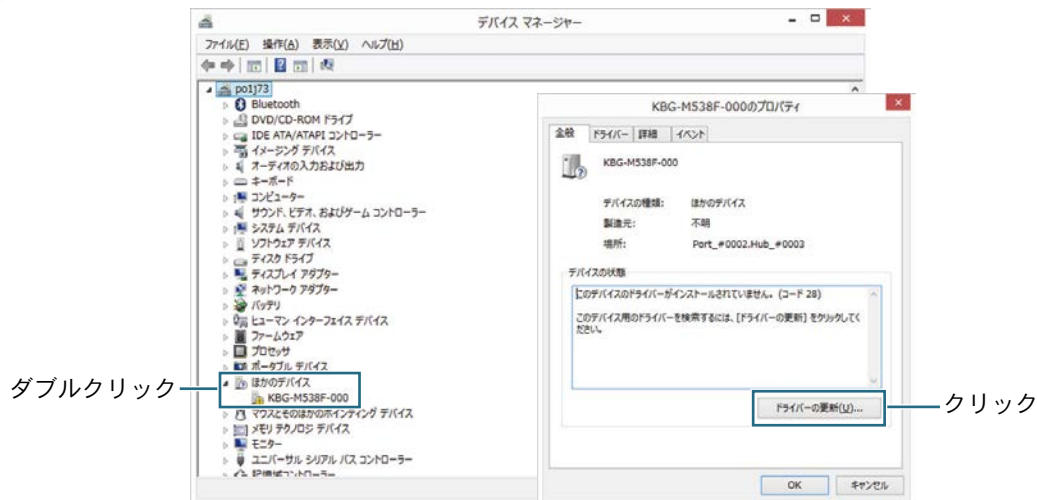 デバイス マネージャー
ファイル(F) 操作(A) 表示(V) ヘルプ(H)
po1j73
Bluetooth
DVD/CD-ROM ドライブ
IDE ATA/ATAPI コントローラー
イメージング デバイス
オーディオの入力および出力
キーボード
コンピューター
サウンド、ビデオ、およびゲーム コントローラー
システム デバイス
ソフトウェア デバイス
ディスク ドライブ
ディスプレイ アダプター
ネットワーク アダプター
バッテリ
ヒューマン インターフェイス デバイス
ファームウェア
プロセッサ
ポータブル デバイス
ほかのデバイス
KBG-M538F-000
マウスとそのほかのポインティング デバイス
メモリ テクノロジ デバイス
モニター
ユニバーサル シリアル バス コントローラー
記憶域コントローラー
ダブルクリック
KBG-M538F-000のプロパティ
全般 ドライバー 詳細 イベント
KBG-M538F-000
デバイスの種類: ほかのデバイス
製造元: 不明
場所: Port_#0002.Hub_#0003
デバイスの状態
このデバイスのドライバーがインストールされていません。(コード 28)
このデバイス用のドライバーを検索するには、[ドライバーの更新] をクリックしてく
ださい。
ドライバーの更新(U)...
クリック
OK キャンセル